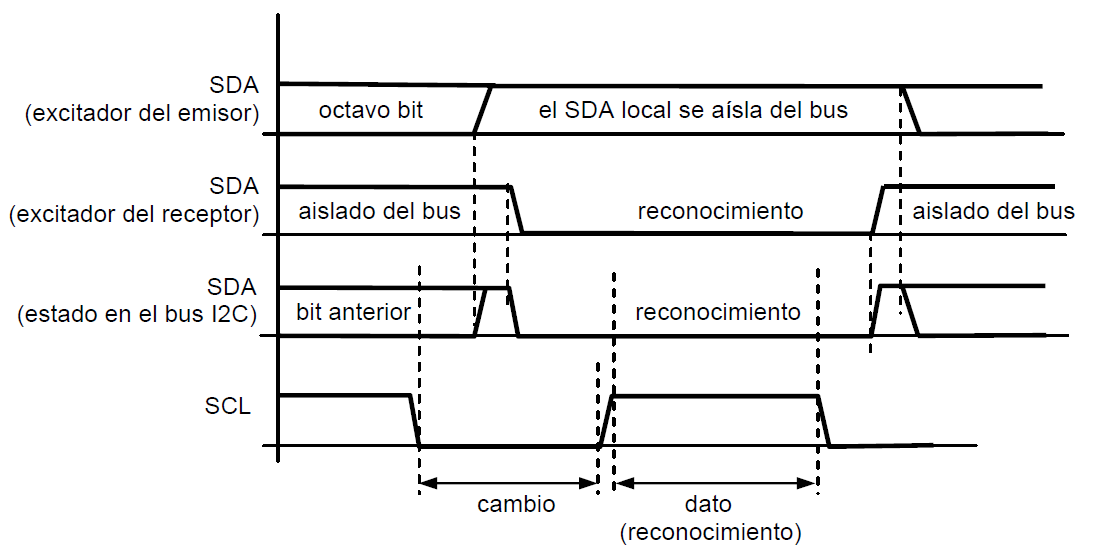 SDA
(excitador del emisor)
octavo bit
el SDA local se aísla del bus
SDA
(excitador del receptor)
aislado del bus
reconocimiento
aislado del bus
SDA
(estado en el bus I2C)
bit anterior
reconocimiento
SCL
cambio
dato
(reconocimiento)